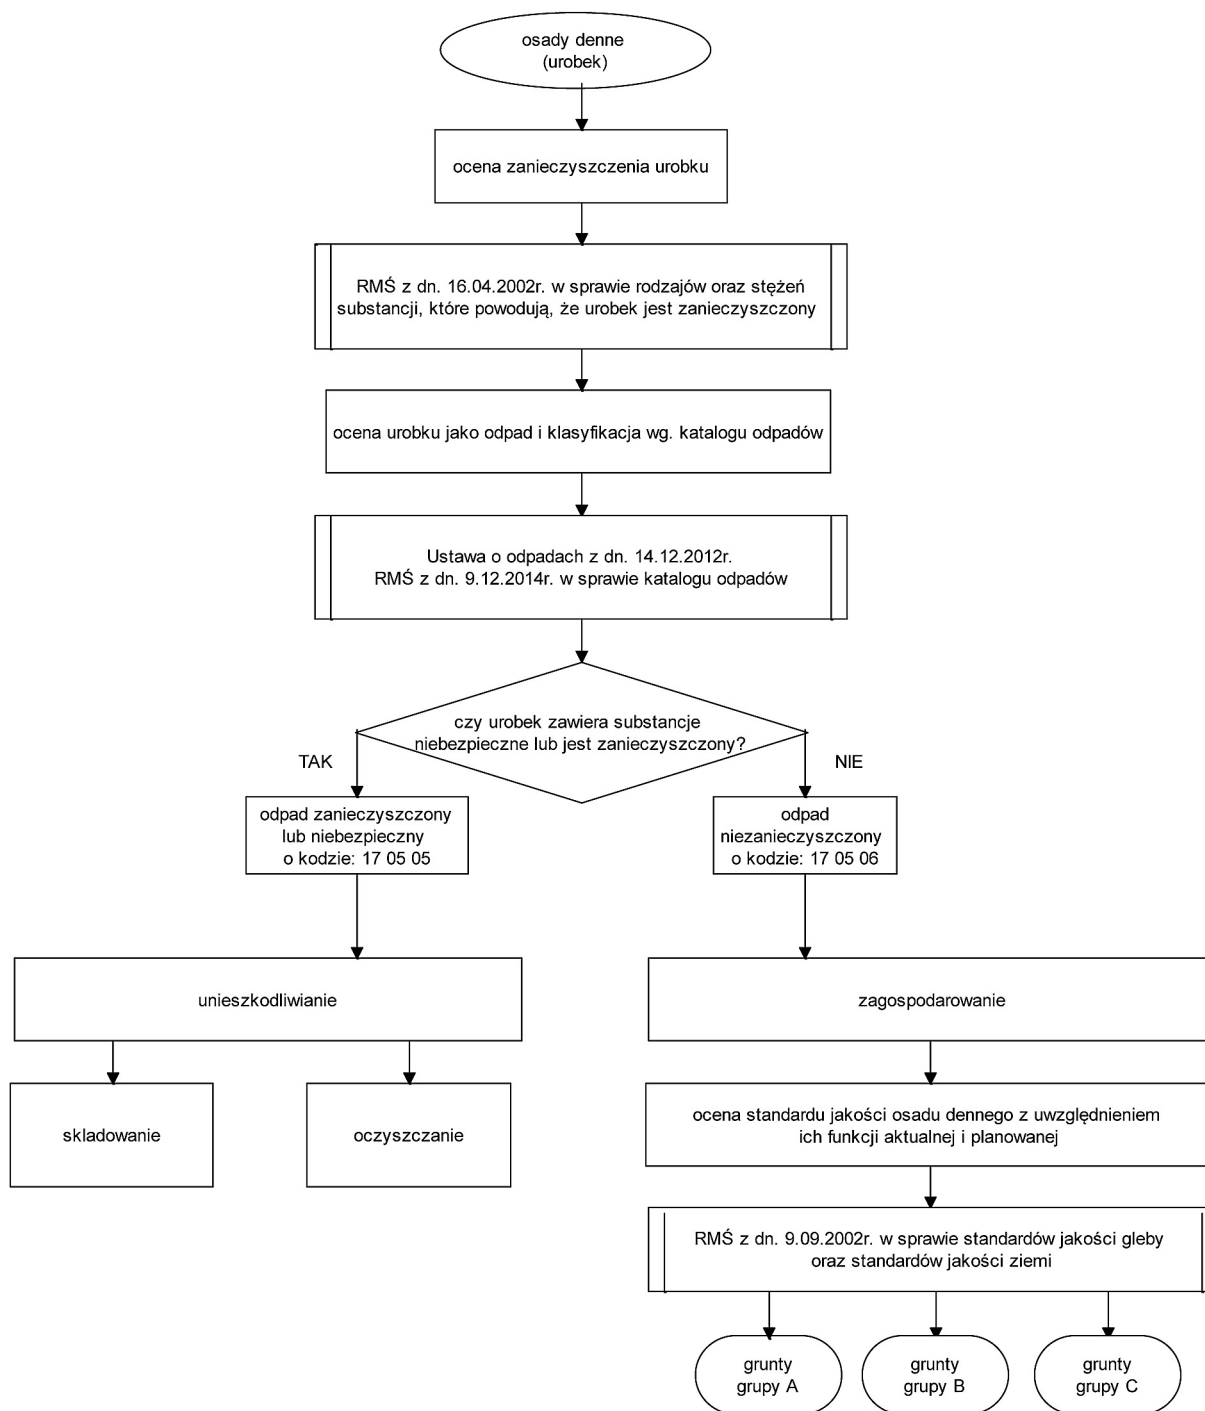 osady denne
(urobek)
ocena zanieczyszczenia urobku
RMŚ z dn. 16.04.2002r. w sprawie rodzajów oraz stężeń
substancji, które powodują, że urobek jest zanieczyszczony
ocena urobku jako odpad i klasyfikacja wg. katalogu odpadów
Ustawa o odpadach z dn. 14.12.2012r.
RMŚ z dn. 9.12.2014r. w sprawie katalogu odpadów
czy urobek zawiera substancje
niebezpieczne lub jest zanieczyszczony?
TAK
NIE
odpad zanieczyszczony
lub niebezpieczny
o kodzie: 17 05 05
odpad
niezanieczyszczony
o kodzie: 17 05 06
unieszkodliwianie
zagospodarowanie
skladowanie
oczyszczanie
ocena standardu jakości osadu dennego z uwzględnieniem
ich funkcji aktualnej i planowanej
RMŚ z dn. 9.09.2002r. w sprawie standardów jakości gleby
oraz standardów jakości ziemi
grunty
grupy A
grunty
grupy B
grunty
grupy C